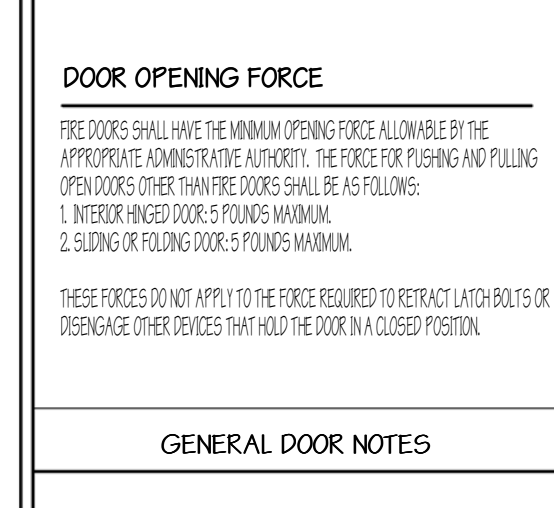 DOOR OPENING FORCE
FIRE DOORS SHALL HAVE THE MINIMUM OPENING FORCE ALLOWABLE BY THE
APPROPRIATE ADMINISTRATIVE AUTHORITY. THE FORCE FOR PUSHING AND PULLING
OPEN DOORS OTHER THAN FIRE DOORS SHALL BE AS FOLLOWS:
1. INTERIOR HINGED DOOR: 5 POUNDS MAXIMUM.
2. SLIDING OR FOLDING DOOR: 5 POUNDS MAXIMUM.
THESE FORCES DO NOT APPLY TO THE FORCE REQUIRED TO RETRACT LATCH BOLTS OR
DISENGAGE OTHER DEVICES THAT HOLD THE DOOR IN A CLOSED POSITION.
GENERAL DOOR NOTES